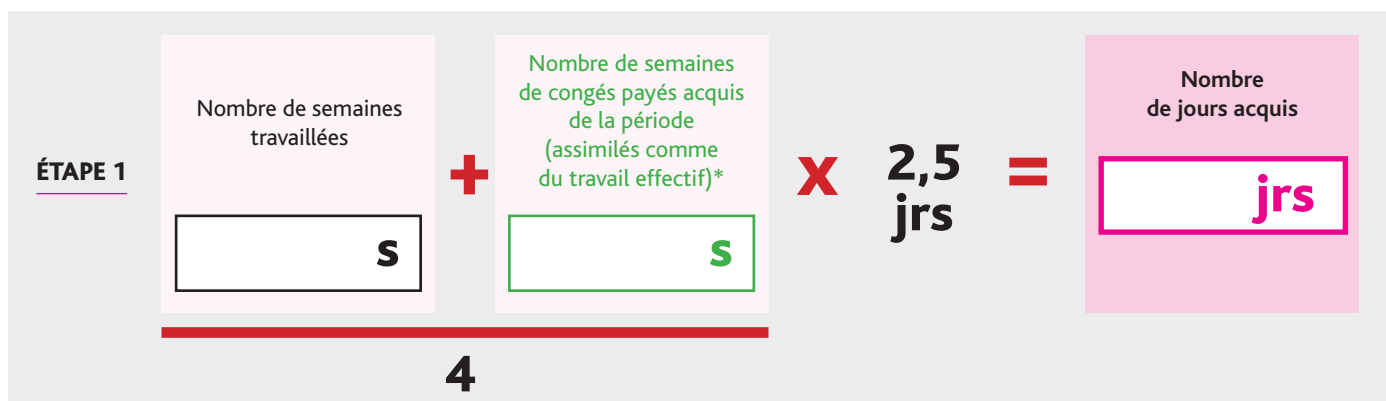 ÉTAPE 1
Nombre de semaines
travaillées
s
+
Nombre de semaines
de congés payés acquis
de la période
(assimilés comme
du travail effectif)*
s
4
x
2,5
jrs
=
Nombre
de jours acquis
jrs